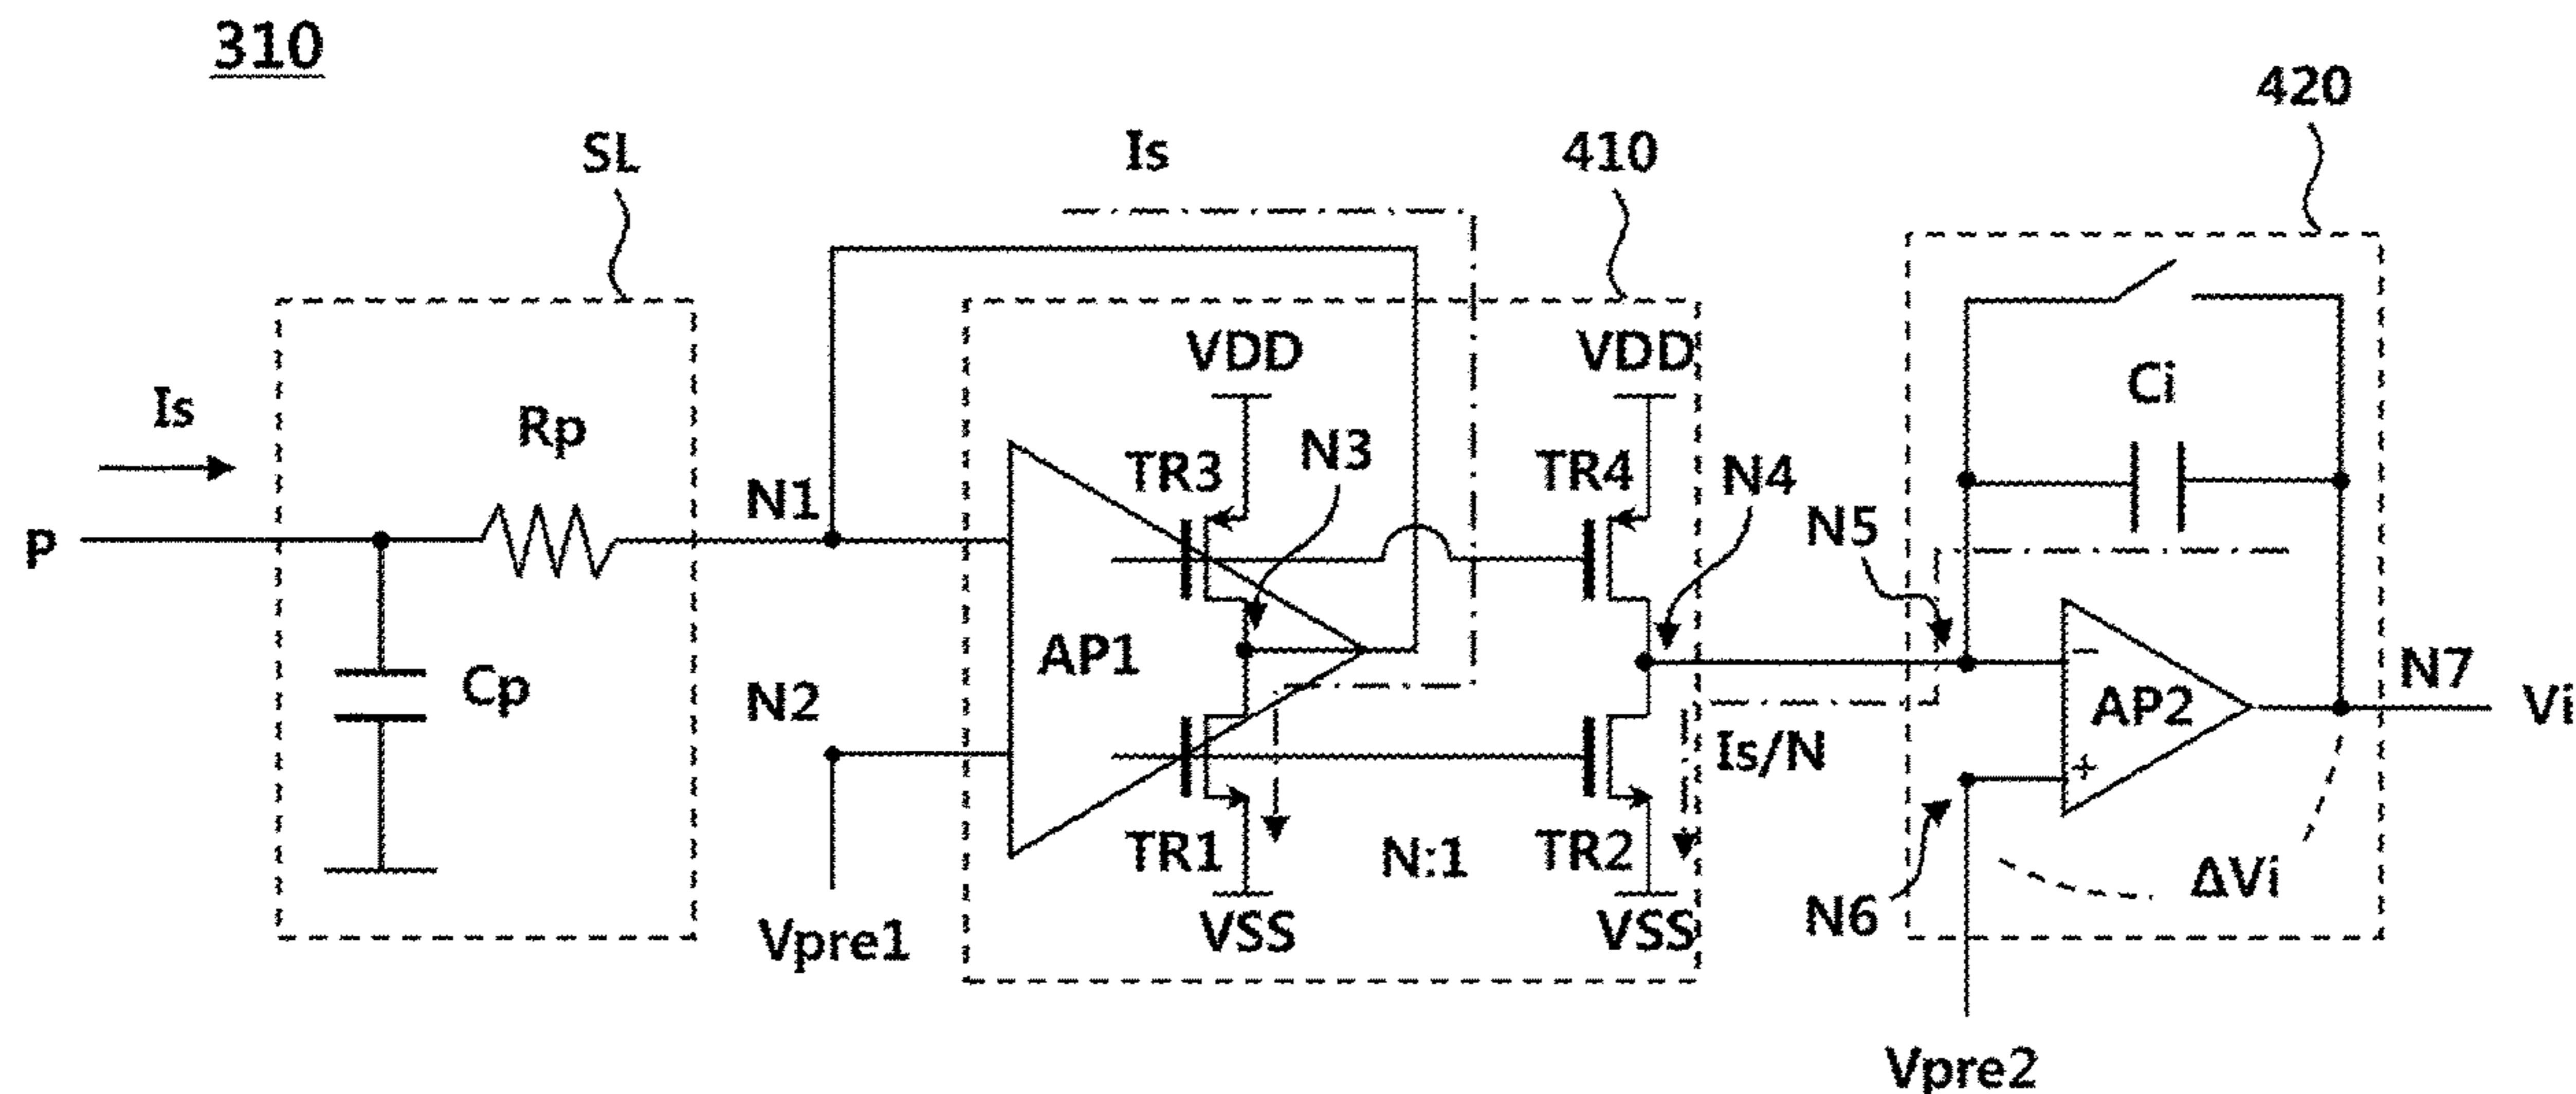 310
420
SL
Is
410
VDD
VDD
Ci
Is
Rp
N3
TR3
TR4
N4
N1
N5
P
AP1
Cp
N2
AP2
N7
Vi
Is/N
TR1
N:1
TR2
ΔVi
N6
Vpre1
VSS
VSS
Vpre2
−
+